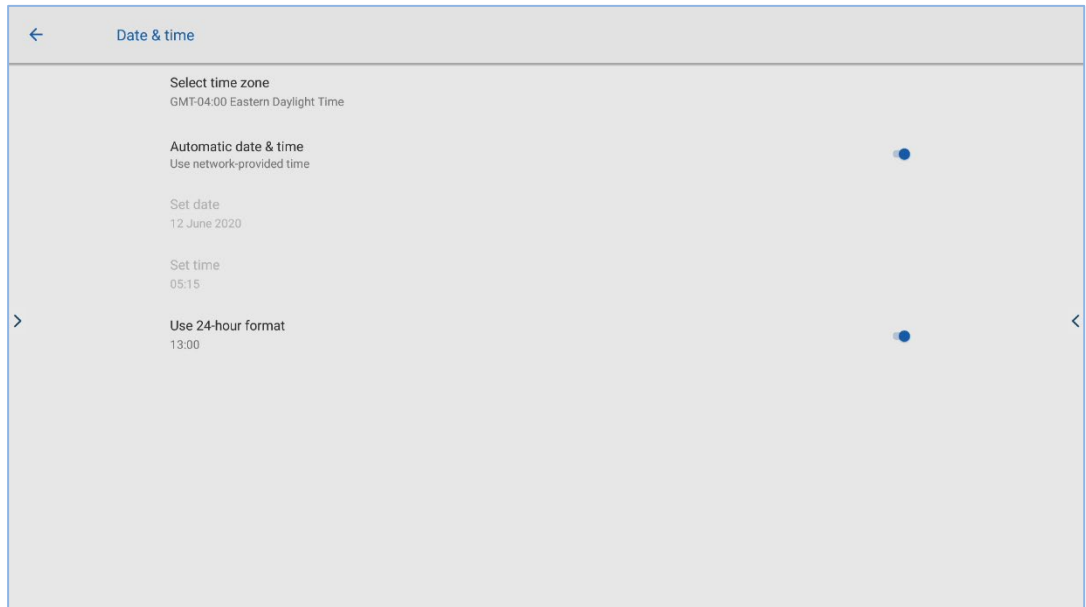 Date & time
Select time zone
GMT-04:00 Eastern Daylight Time
Automatic date & time
Use network-provided time
Set date
12 June 2020
Set time
05:15
Use 24-hour format
13:00